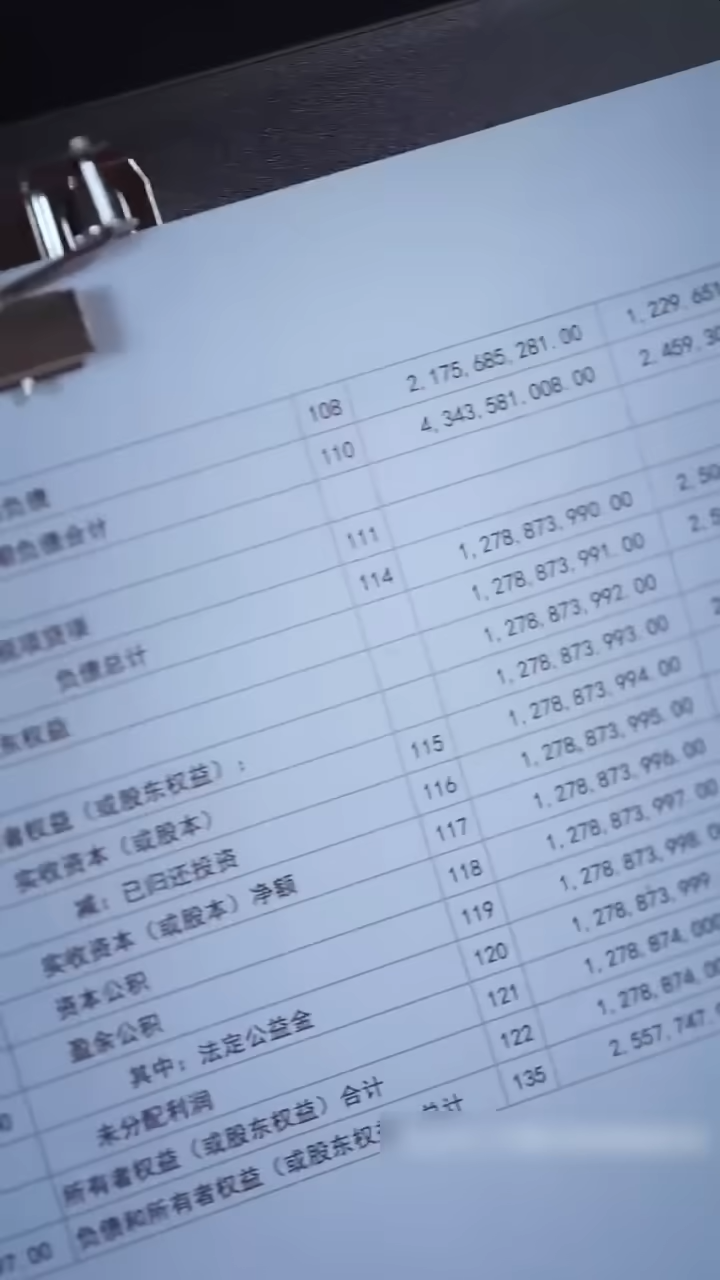 负债 108 2,175,685,281.00 1,229,651
负债合计 110 4,343,581,008.00 2,459,30
税项贷项 111
负债总计 114 1,278,873,990.00 2,50
东权益 1,278,873,991.00 2,5
1,278,873,992.00
者权益（或股东权益）： 1,278,873,993.00
实收资本（或股本） 115 1,278,873,994.00
减：已归还投资 116 1,278,873,995.00
实收资本（或股本）净额 117 1,278,873,996.00
资本公积 118 1,278,873,997.00
盈余公积 119 1,278,873,998.0
其中：法定公益金 120 1,278,873,999
未分配利润 121 1,278,874,000
所有者权益（或股东权益）合计 122 1,278,874,00
7.00 负债和所有者权益（或股东权 总计 135 2,557,747